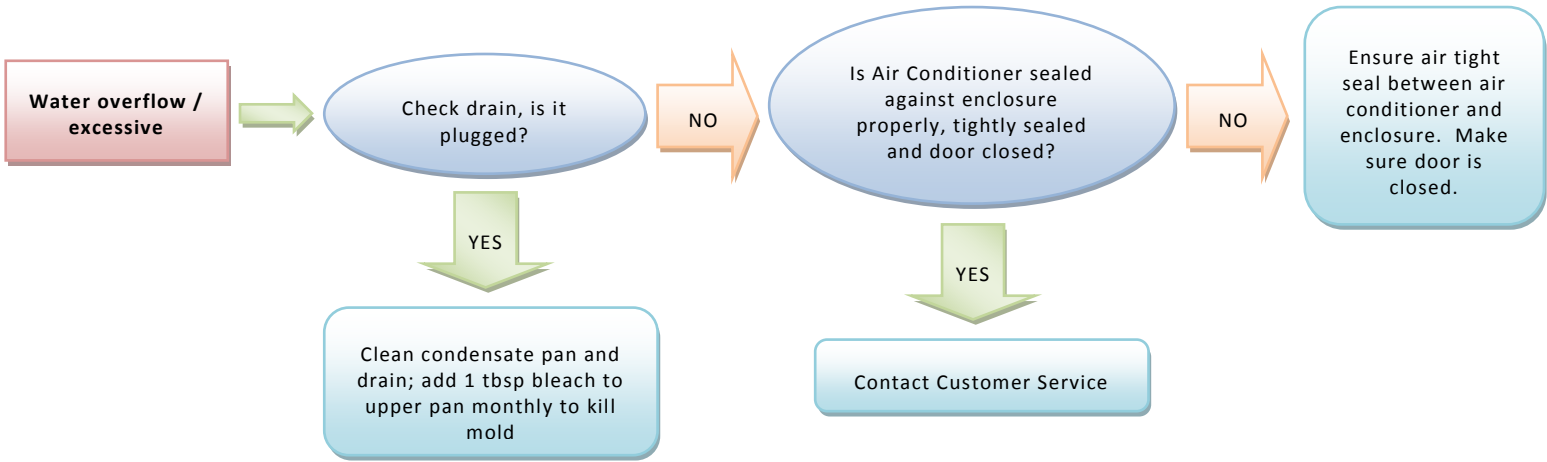 Water overflow /
excessive
Check drain, is it
plugged?
NO
Is Air Conditioner sealed
against enclosure
properly, tightly sealed
and door closed?
NO
Ensure air tight
seal between air
conditioner and
enclosure.  Make
sure door is
closed.
YES
Clean condensate pan and
drain; add 1 tbsp bleach to
upper pan monthly to kill
mold
YES
Contact Customer Service